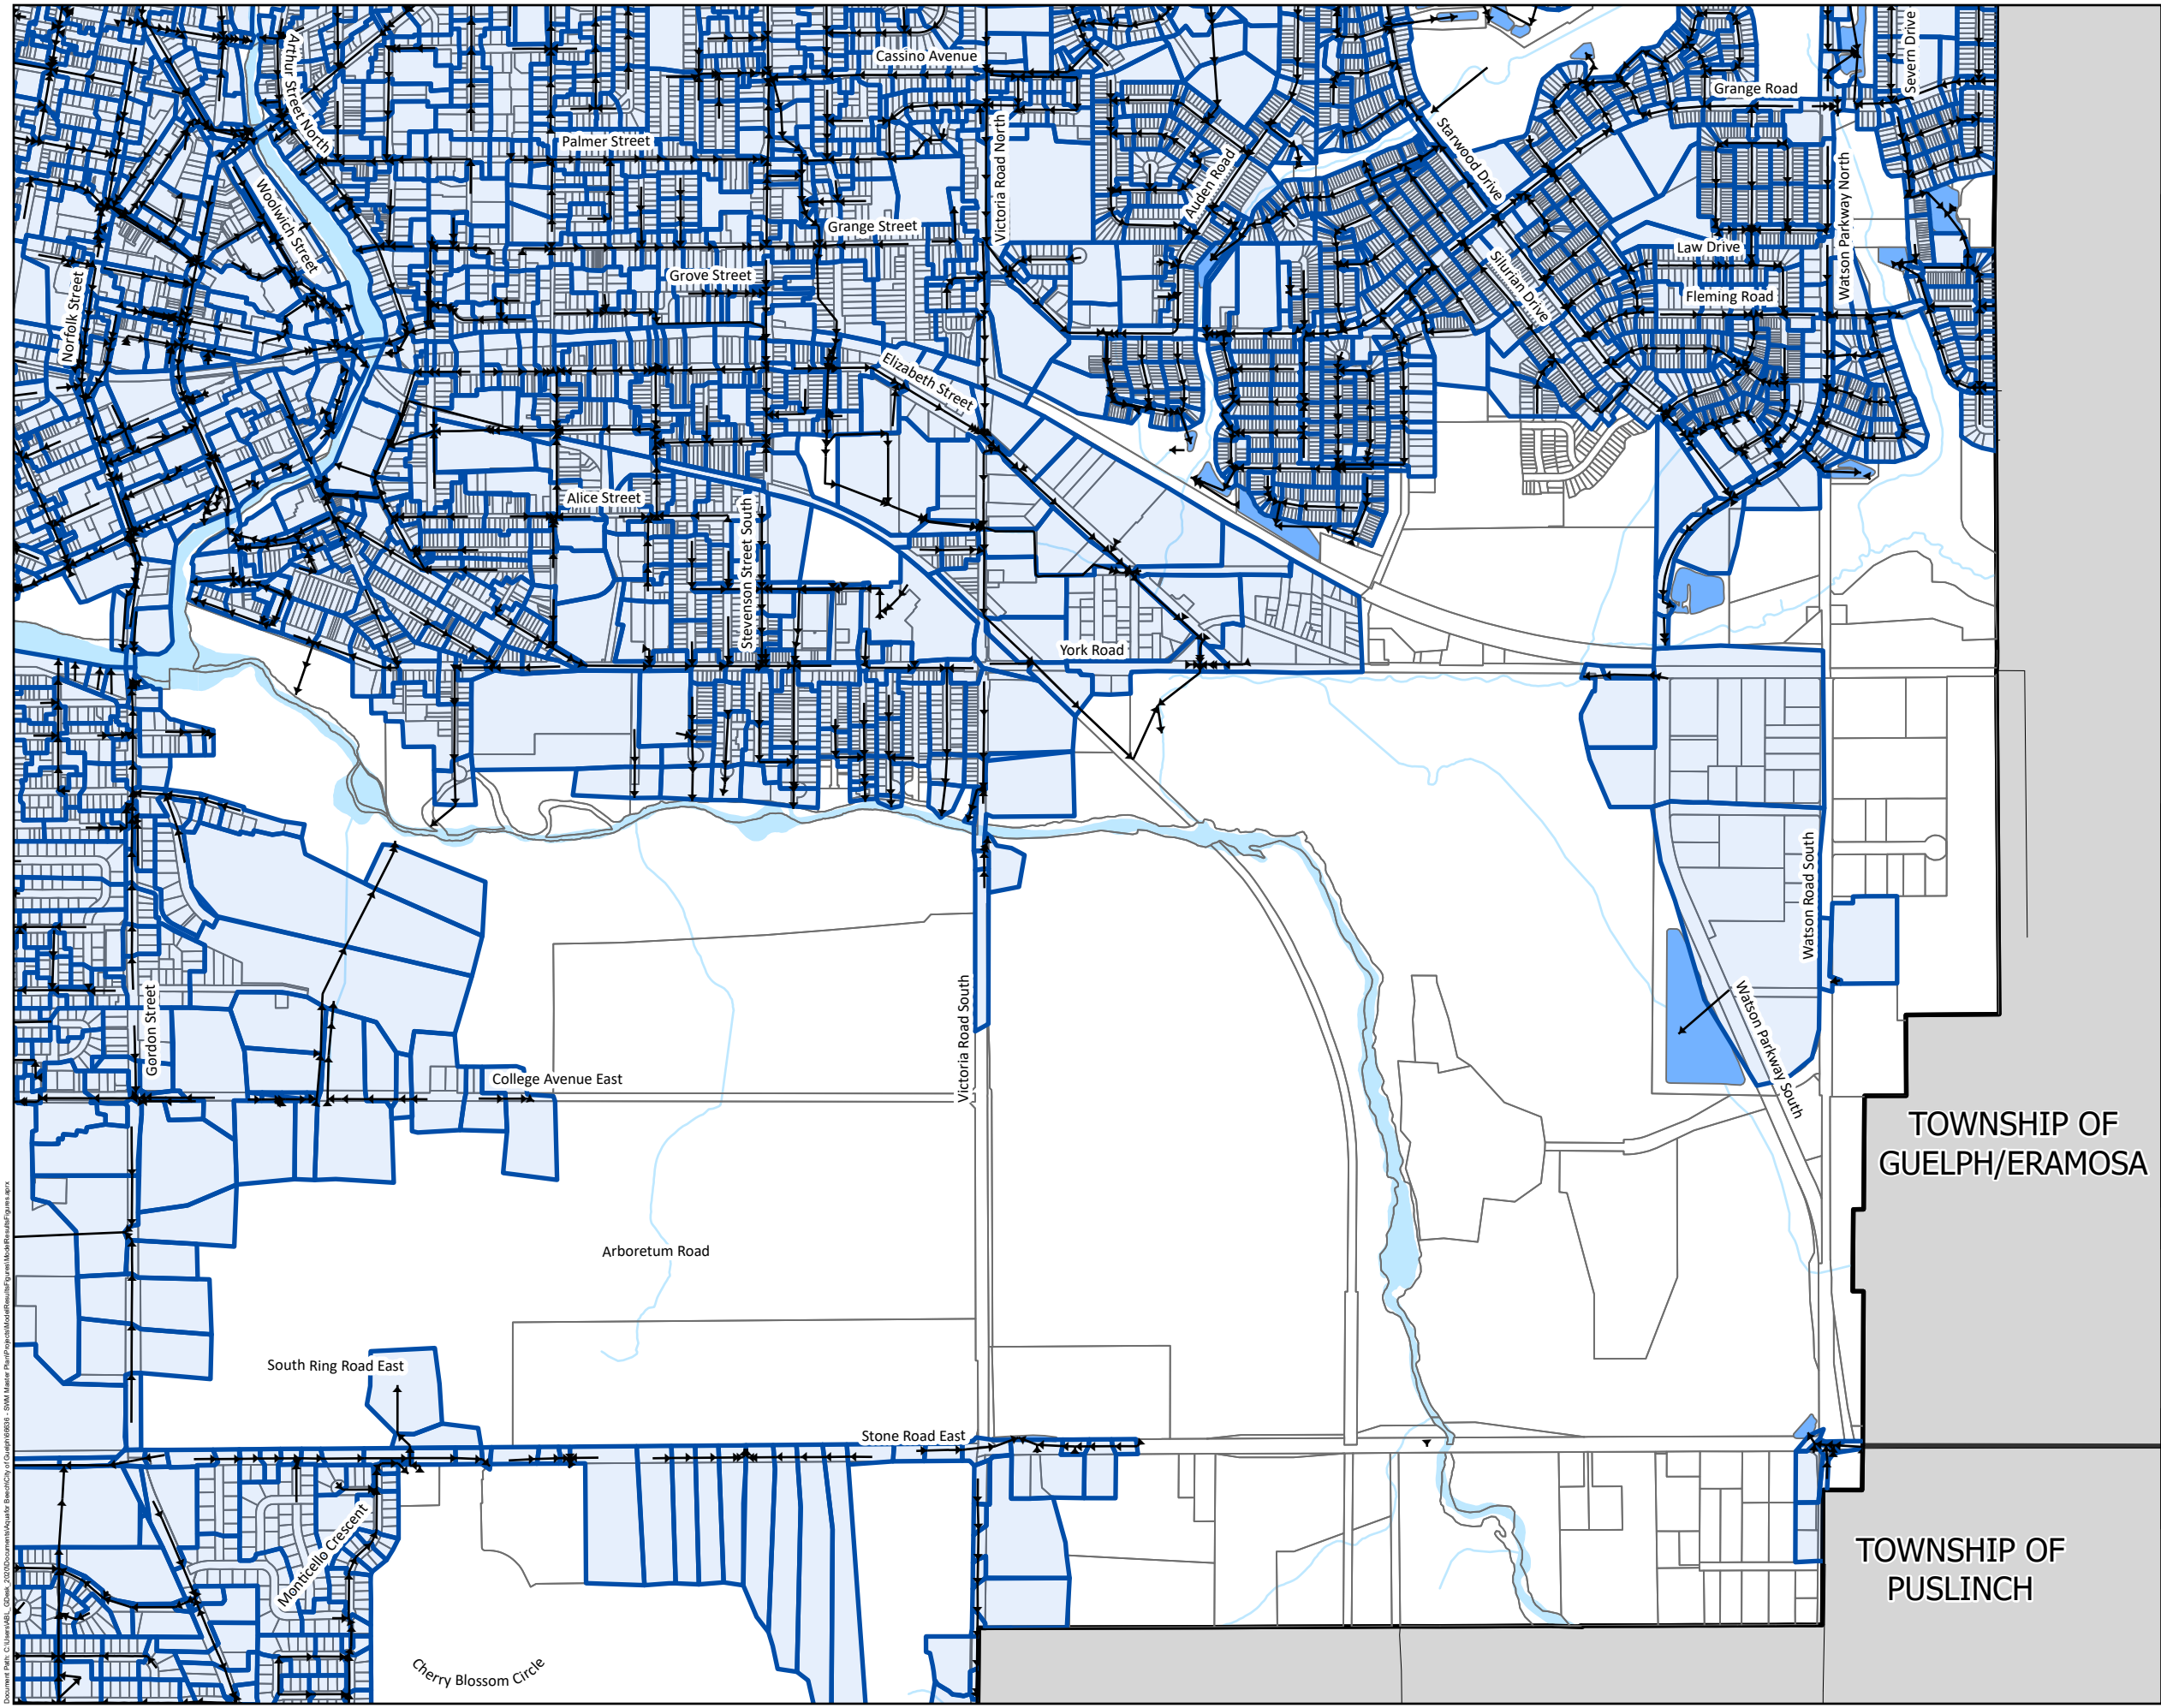 Cassino Avenue
Arthur Street North
Severn Drive
Grange Road
Palmer Street
Victoria Road North
Starwood Drive
Woolwich Street
Auden Road
Watson Parkway North
Grange Street
Law Drive
Grove Street
Silurian Drive
Fleming Road
Norfolk Street
Elizabeth Street
Alice Street
Stevenson Street South
York Road
Watson Road South
Gordon Street
Victoria Road South
Watson Parkway South
College Avenue East
TOWNSHIP OF
GUELPH/ERAMOSA
Arboretum Road
South Ring Road East
Stone Road East
Monticello Crescent
TOWNSHIP OF
PUSLINCH
Cherry Blossom Circle